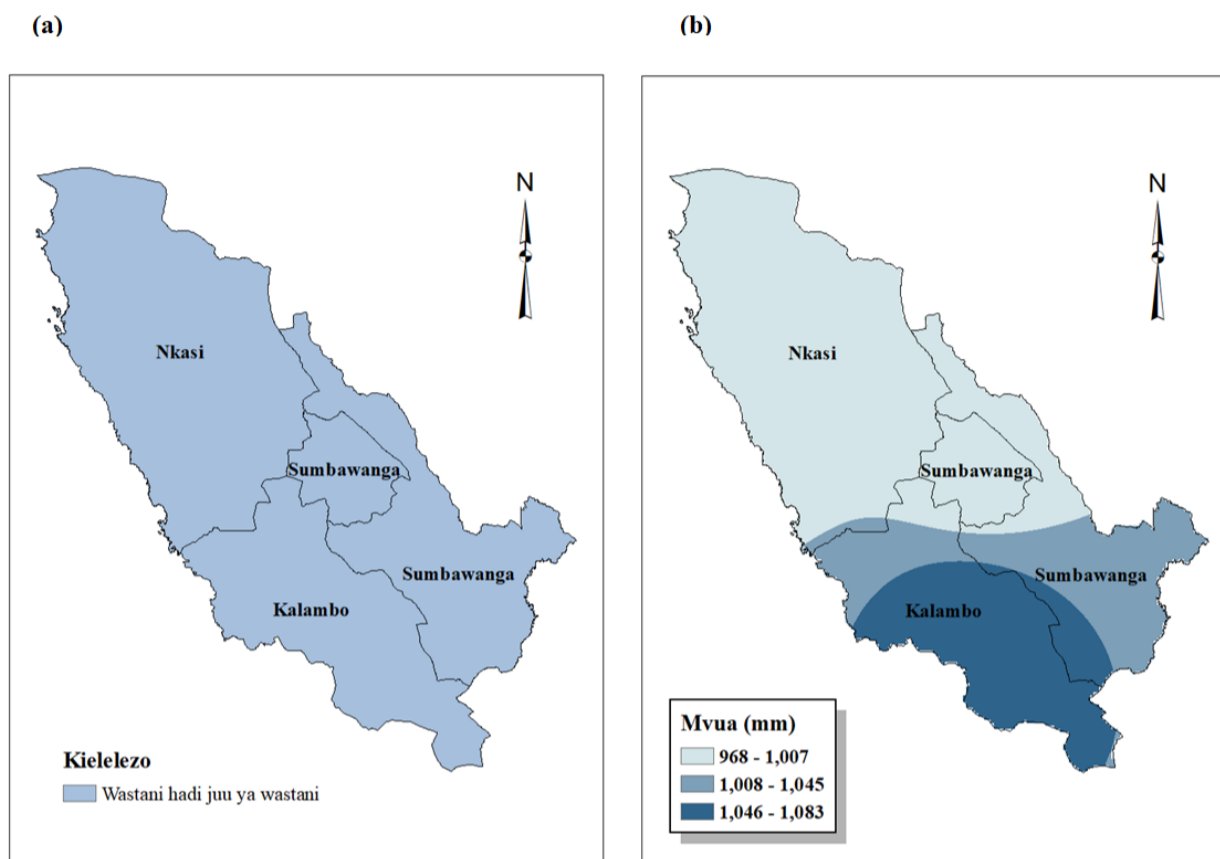 (a)
N
Nkasi
Sumbawanga
Sumbawanga
Kalambo
Kielelezo
Wastani hadi juu ya wastani
(b)
N
Nkasi
Sumbawanga
Sumbawanga
Kalambo
Mvua (mm)
968 - 1,007
1,008 - 1,045
1,046 - 1,083